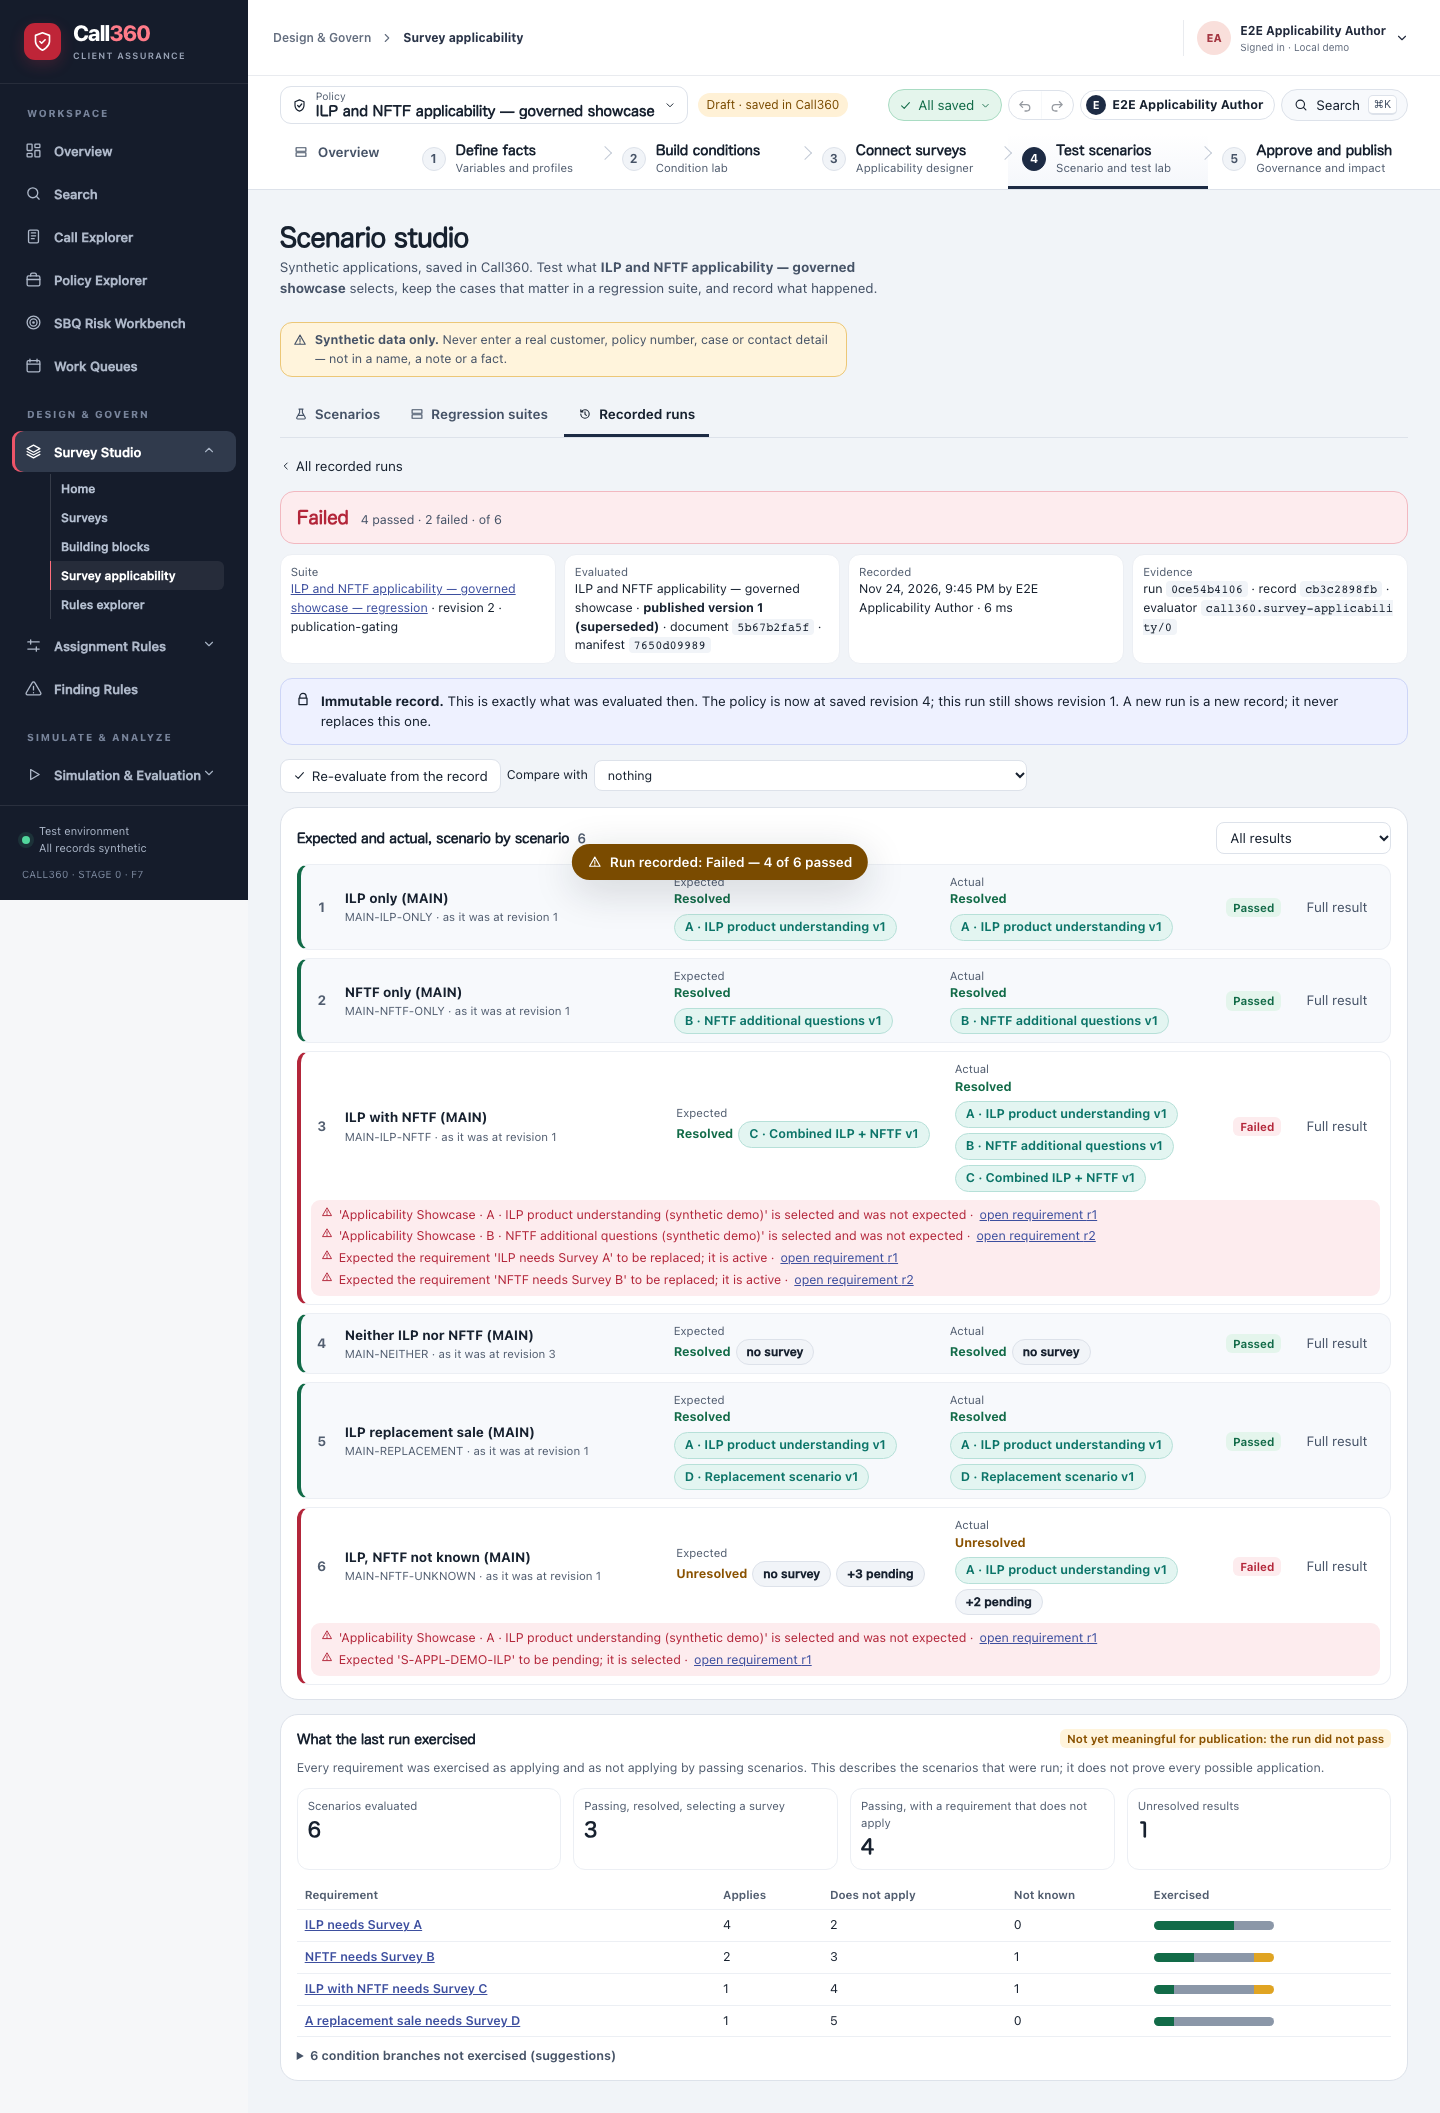 Call360
CLIENT ASSURANCE
WORKSPACE
Overview
Search
Call Explorer
Policy Explorer
SBQ Risk Workbench
Work Queues
DESIGN & GOVERN
Survey Studio
Home
Surveys
Building blocks
Survey applicability
Rules explorer
Assignment Rules
Finding Rules
SIMULATE & ANALYZE
Simulation & Evaluation
Test environment
All records synthetic
CALL360 · STAGE 0 · F7
Design & Govern
Survey applicability
EA
E2E Applicability Author
Signed in · Local demo
Policy
ILP and NFTF applicability — governed showcase
Draft · saved in Call360
All saved
E
E2E Applicability Author
Search
⌘K
Overview
1
Define facts
Variables and profiles
2
Build conditions
Condition lab
3
Connect surveys
Applicability designer
4
Test scenarios
Scenario and test lab
5
Approve and publish
Governance and impact
Scenario studio
Synthetic applications, saved in Call360. Test what ILP and NFTF applicability — governed
showcase selects, keep the cases that matter in a regression suite, and record what happened.
Synthetic data only. Never enter a real customer, policy number, case or contact detail
— not in a name, a note or a fact.
Scenarios
Regression suites
Recorded runs
All recorded runs
Failed
4 passed · 2 failed · of 6
Suite
ILP and NFTF applicability — governed
showcase — regression · revision 2 ·
publication-gating
Evaluated
ILP and NFTF applicability — governed
showcase · published version 1
(superseded) · document 5b67b2fa5f ·
manifest 7650d09989
Recorded
Nov 24, 2026, 9:45 PM by E2E
Applicability Author · 6 ms
Evidence
run 0ce54b4106 · record cb3c2898fb ·
evaluator call360.survey-applicabili
ty/0
Immutable record. This is exactly what was evaluated then. The policy is now at saved revision 4; this run still shows revision 1. A new run is a new record; it never
replaces this one.
Re-evaluate from the record
Compare with
nothing
Expected and actual, scenario by scenario 6
All results
Run recorded: Failed — 4 of 6 passed
1
ILP only (MAIN)
MAIN-ILP-ONLY · as it was at revision 1
Expected
Resolved
A · ILP product understanding v1
Actual
Resolved
A · ILP product understanding v1
Passed
Full result
2
NFTF only (MAIN)
MAIN-NFTF-ONLY · as it was at revision 1
Expected
Resolved
B · NFTF additional questions v1
Actual
Resolved
B · NFTF additional questions v1
Passed
Full result
3
ILP with NFTF (MAIN)
MAIN-ILP-NFTF · as it was at revision 1
Expected
Resolved C · Combined ILP + NFTF v1
Actual
Resolved
A · ILP product understanding v1
B · NFTF additional questions v1
C · Combined ILP + NFTF v1
Failed
Full result
'Applicability Showcase · A · ILP product understanding (synthetic demo)' is selected and was not expected · open requirement r1
'Applicability Showcase · B · NFTF additional questions (synthetic demo)' is selected and was not expected · open requirement r2
Expected the requirement 'ILP needs Survey A' to be replaced; it is active · open requirement r1
Expected the requirement 'NFTF needs Survey B' to be replaced; it is active · open requirement r2
4
Neither ILP nor NFTF (MAIN)
MAIN-NEITHER · as it was at revision 3
Expected
Resolved no survey
Actual
Resolved no survey
Passed
Full result
5
ILP replacement sale (MAIN)
MAIN-REPLACEMENT · as it was at revision 1
Expected
Resolved
A · ILP product understanding v1
D · Replacement scenario v1
Actual
Resolved
A · ILP product understanding v1
D · Replacement scenario v1
Passed
Full result
6
ILP, NFTF not known (MAIN)
MAIN-NFTF-UNKNOWN · as it was at revision 1
Expected
Unresolved no survey +3 pending
Actual
Unresolved
A · ILP product understanding v1
+2 pending
Failed
Full result
'Applicability Showcase · A · ILP product understanding (synthetic demo)' is selected and was not expected · open requirement r1
Expected 'S-APPL-DEMO-ILP' to be pending; it is selected · open requirement r1
What the last run exercised
Not yet meaningful for publication: the run did not pass
Every requirement was exercised as applying and as not applying by passing scenarios. This describes the scenarios that were run; it does not prove every possible application.
Scenarios evaluated
6
Passing, resolved, selecting a survey
3
Passing, with a requirement that does not
apply
4
Unresolved results
1
Requirement Applies Does not apply Not known Exercised
ILP needs Survey A 4 2 0
NFTF needs Survey B 2 3 1
ILP with NFTF needs Survey C 1 4 1
A replacement sale needs Survey D 1 5 0
6 condition branches not exercised (suggestions)